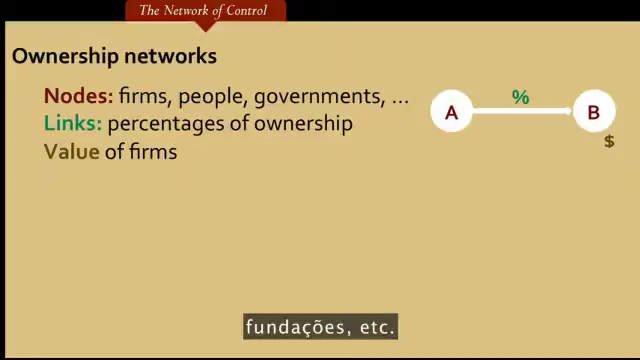 The Network of Control
Ownership networks
Nodes: firms, people, governments, ...
Links: percentages of ownership
Value of firms
%
A
B
$
fundações, etc.